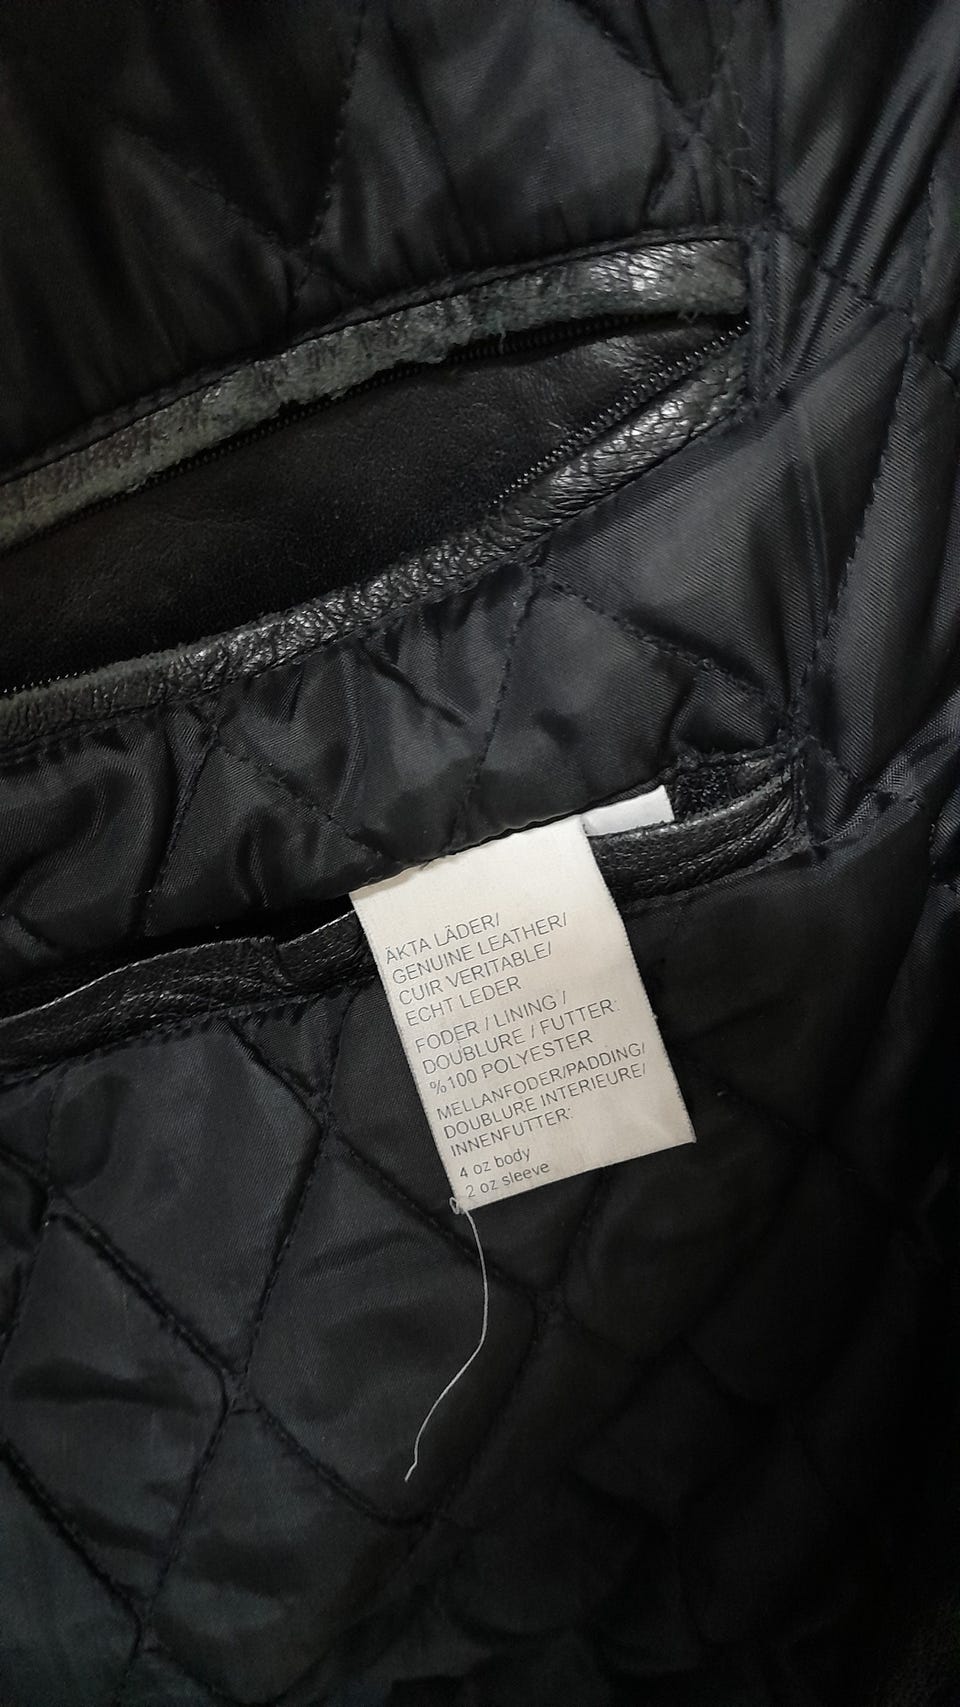 ÄKTA LÄDER/
GENUINE LEATHER/
CUIR VERITABLE/
ECHT LEDER
FODER / LINING /
DOUBLURE / FUTTER:
%100 POLYESTER
MELLANFODER/PADDING/
DOUBLURE INTERIEURE/
INNENFUTTER:
4 oz body
2 oz sleeve